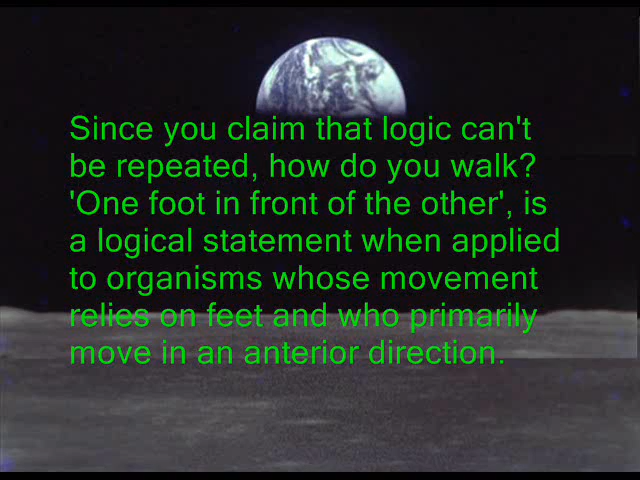 Since you claim that logic can't
be repeated, how do you walk?
'One foot in front of the other', is
a logical statement when applied
to organisms whose movement
relies on feet and who primarily
move in an anterior direction.